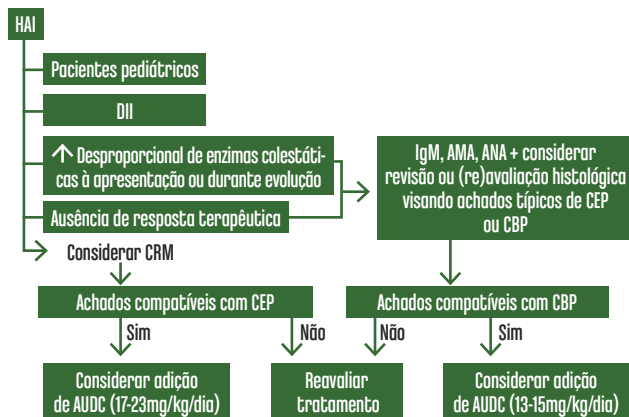 HAI
Pacientes pediátricos
DII
↑ Desproporcional de enzimas colestáti-
cas à apresentação ou durante evolução
Ausência de resposta terapêutica
IgM, AMA, ANA + considerar
revisão ou (re)avaliação histológica
visando achados típicos de CEP
ou CBP
Considerar CRM
Achados compatíveis com CEP
Achados compatíveis com CBP
Sim
Não
Não
Sim
Considerar adição
de AUDC (17-23mg/kg/dia)
Reavaliar
tratamento
Considerar adição
de AUDC (13-15mg/kg/dia)